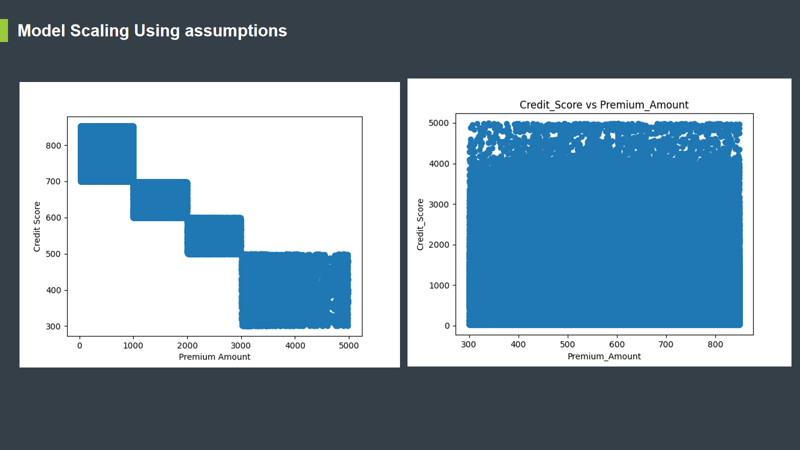 Model Scaling Using assumptions
800
700
600
500
400
300
Credit Score
0 1000 2000 3000 4000 5000
Premium Amount
Credit_Score vs Premium_Amount
5000
4000
3000
2000
1000
0
Credit_Score
300 400 500 600 700 800
Premium_Amount